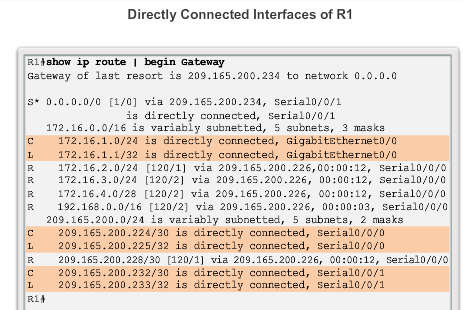 Directly Connected Interfaces of R1
R1#show ip route | begin Gateway
Gateway of last resort is 209.165.200.234 to network 0.0.0.0
S* 0.0.0.0/0 [1/0] via 209.165.200.234, Serial0/0/1
is directly connected, Serial0/0/1
172.16.0.0/16 is variably subnetted, 5 subnets, 3 masks
C 172.16.1.0/24 is directly connected, GigabitEthernet0/0
L 172.16.1.1/32 is directly connected, GigabitEthernet0/0
R 172.16.2.0/24 [120/1] via 209.165.200.226,00:00:12, Serial0/0/0
R 172.16.3.0/24 [120/2] via 209.165.200.226, 00:00:12, Serial0/0/0
R 172.16.4.0/28 [120/2] via 209.165.200.226, 00:00:12, Serial0/0/0
R 192.168.0.0/16 [120/2] via 209.165.200.226, 00:00:03, Serial0/0/0
209.165.200.0/24 is variably subnetted, 5 subnets, 2 masks
C 209.165.200.224/30 is directly connected, Serial0/0/0
L 209.165.200.225/32 is directly connected, Serial0/0/0
R 209.165.200.228/30 [120/1] via 209.165.200.226, 00:00:12, Serial0/0/0
C 209.165.200.232/30 is directly connected, Serial0/0/1
L 209.165.200.233/32 is directly connected, Serial0/0/1
R1#